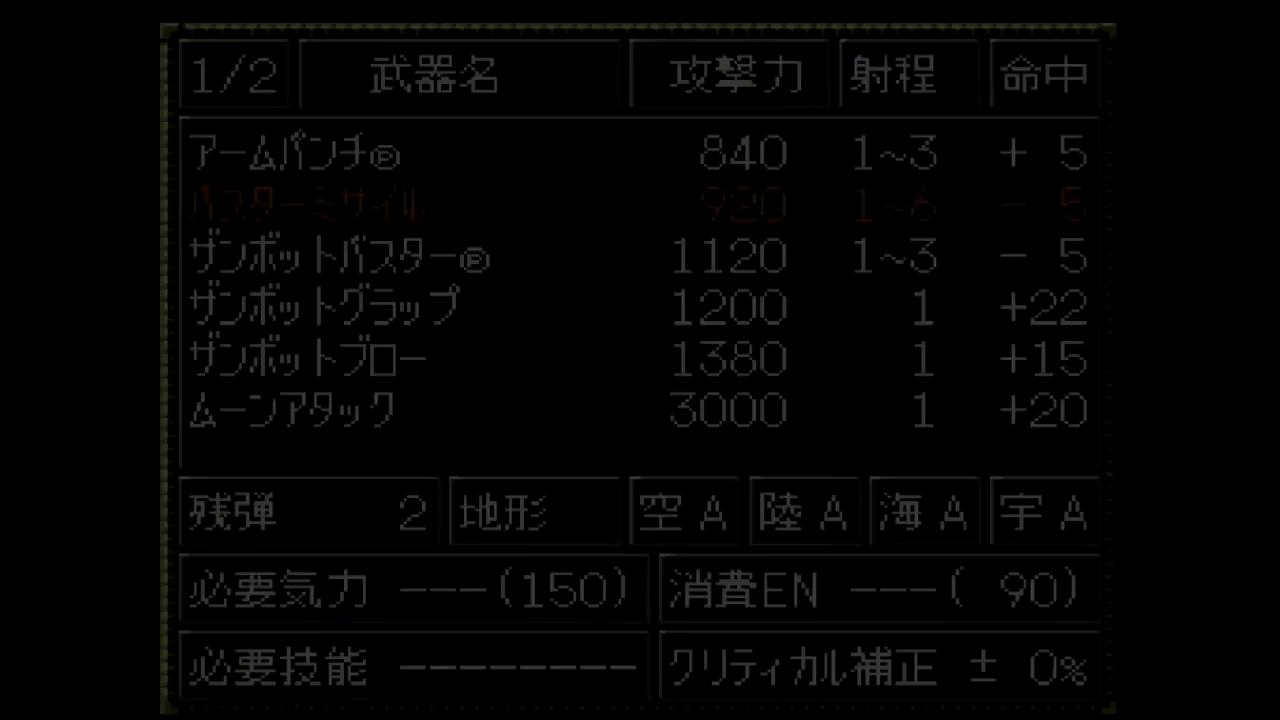 1/2 武器名 攻撃力 射程 命中
アームパンチⓅ 840 1~3 + 5
バスターミサイル 920 1~6 - 5
ザンボットバスターⓅ 1120 1~3 - 5
ザンボットグラップ 1200 1 +22
ザンボットブロー 1380 1 +15
ムーンアタック 3000 1 +20
残弾 2 地形 空 A 陸 A 海 A 宇 A
必要気力 ---(150) 消費EN ---( 90)
必要技能 -------- クリティカル補正 ± 0%